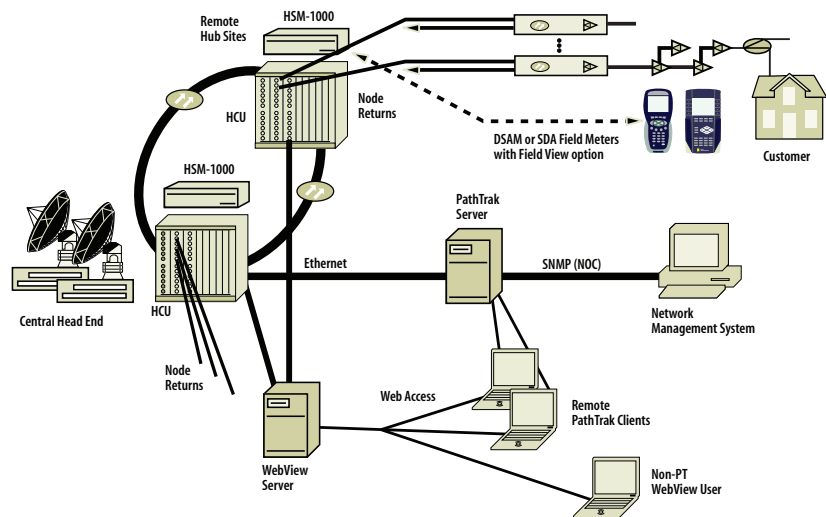 Remote
Hub Sites
HSM-1000
HCU
Node
Returns
DSAM or SDA Field Meters
with Field View option
Customer
HSM-1000
PathTrak
Server
Ethernet
SNMP (NOC)
Central Head End
HCU
Network
Management System
Node
Returns
Web Access
Remote
PathTrak Clients
WebView
Server
Non-PT
WebView User